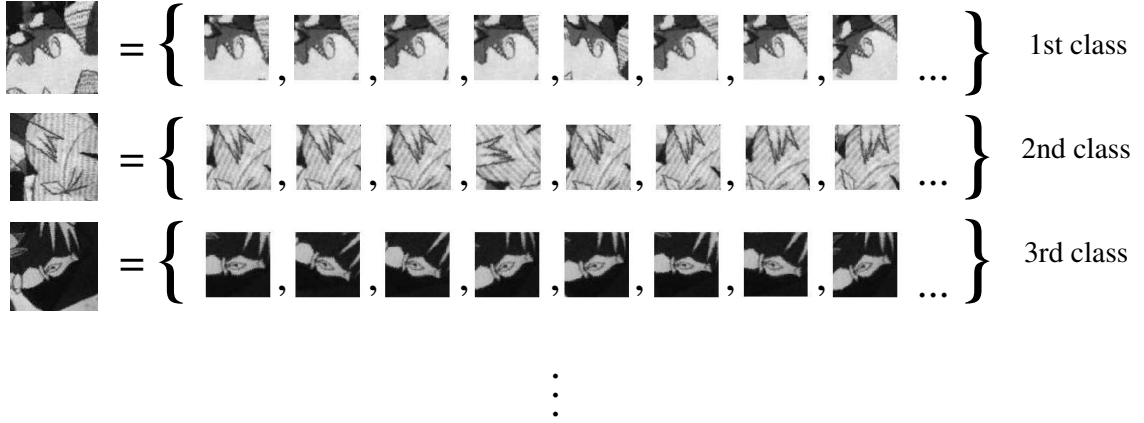 = { , , , , , , , ... } 1st class
= { , , , , , , , ... } 2nd class
= { , , , , , , , ... } 3rd class
⋮